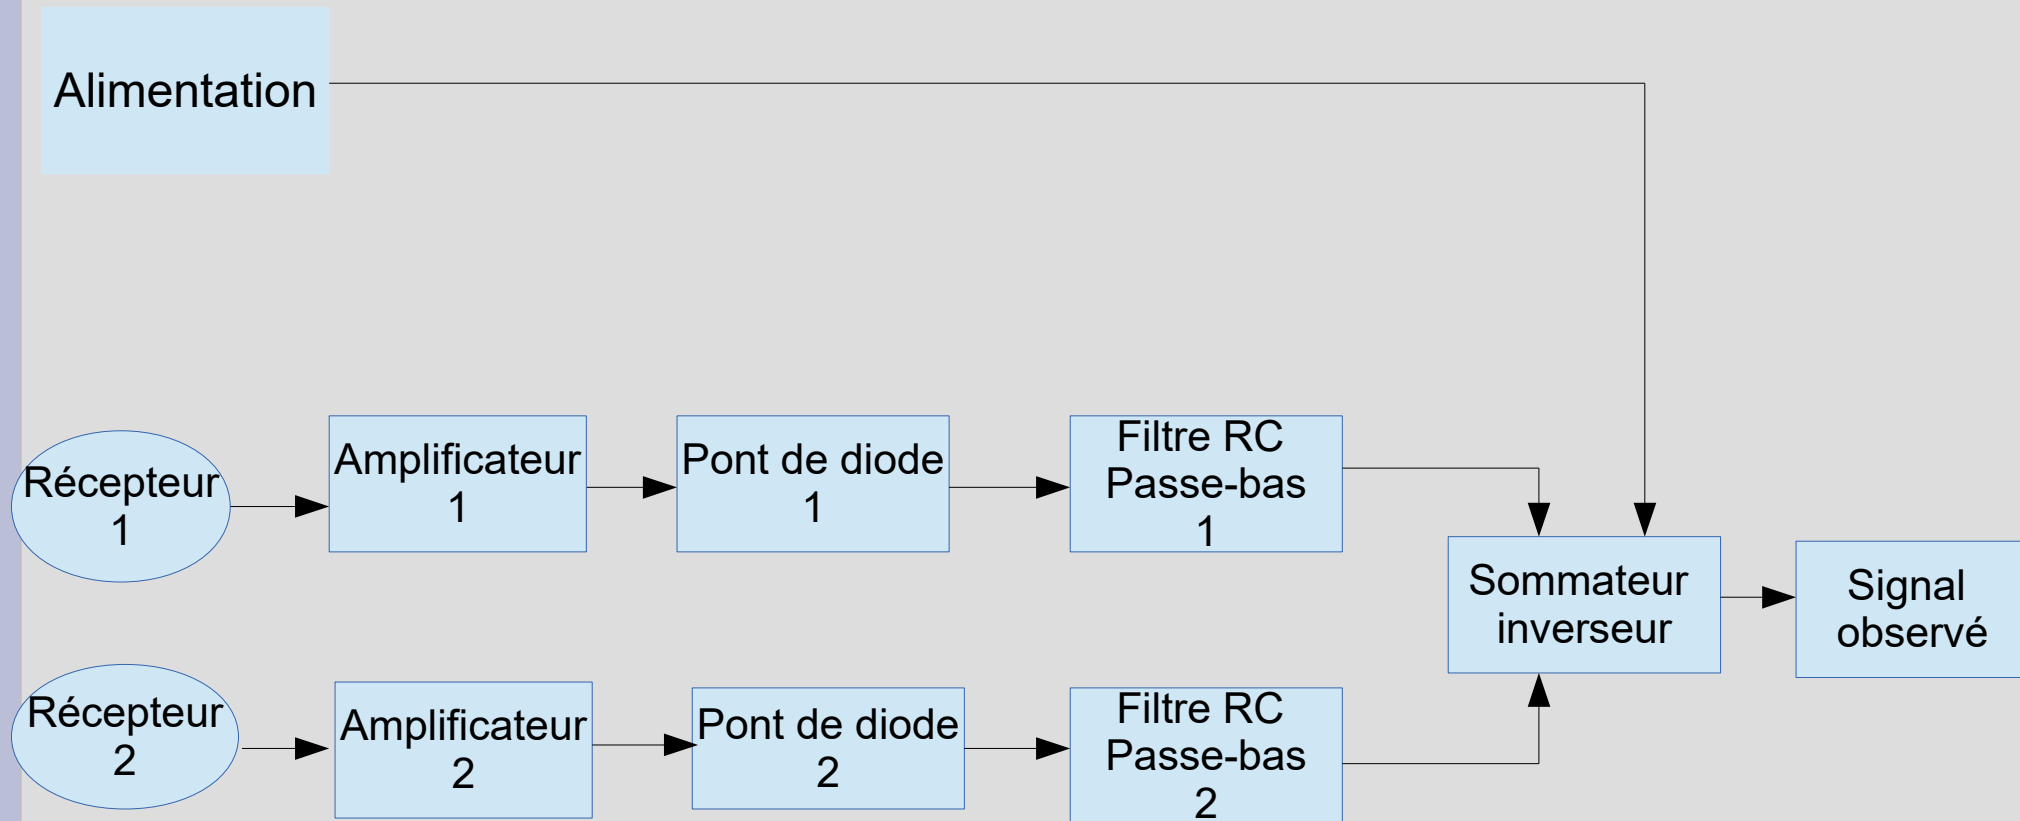 Alimentation
Récepteur
1
Amplificateur
1
Pont de diode
1
Filtre RC
Passe-bas
1
Sommateur
inverseur
Signal
observé
Récepteur
2
Amplificateur
2
Pont de diode
2
Filtre RC
Passe-bas
2